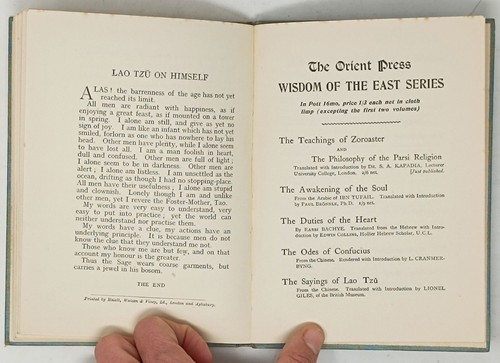 LAO TZŬ ON HIMSELF
ALAS! the barrenness of the age has not yet
reached its limit.
All men are radiant with happiness, as if
enjoying a great feast, as if mounted on a tower
in spring. I alone am still, and give as yet no
sign of joy. I am like an infant which has not yet
smiled, forlorn as one who has nowhere to lay his
head. Other men have plenty, while I alone seem
to have lost all. I am a man foolish in heart,
dull and confused. Other men are full of light;
I alone seem to be in darkness. Other men are
alert; I alone am listless. I am unsettled as the
ocean, drifting as though I had no stopping-place.
All men have their usefulness; I alone am stupid
and clownish. Lonely though I am and unlike
other men, yet I revere the Foster-Mother, Tao.
My words are very easy to understand, very
easy to put into practice; yet the world can
neither understand nor practise them.
My words have a clue, my actions have an
underlying principle. It is because men do not
know the clue that they understand me not.
Those who know me are but few, and on that
account my honour is the greater.
Thus the Sage wears coarse garments, but
carries a jewel in his bosom.
THE END
Printed by Hazell, Watson & Viney, Ld., London and Aylesbury.
The Orient Press
WISDOM OF THE EAST SERIES
In Pott 16mo, price 1/3 each net in cloth
limp (excepting the first two volumes)
The Teachings of Zoroaster
AND
The Philosophy of the Parsi Religion
Translated with Introduction by Dr. S. A. KAPADIA, Lecturer
University College, London. 2/6 net. [Just published.
The Awakening of the Soul
From the Arabic of IBN TUFAIL. Translated with Introduction
by PAUL BRÖNNLE, Ph.D. 1/9 net.
The Duties of the Heart
By RABBI BACHYE. Translated from the Hebrew with Intro-
duction by EDWIN COLLINS, Hollier Hebrew Scholar, U.C.L.
The Odes of Confucius
From the Chinese. Rendered with Introduction by L. CRANMER-
BYNG.
The Sayings of Lao Tzŭ
From the Chinese. Translated with Introduction by LIONEL
GILES, of the British Museum.